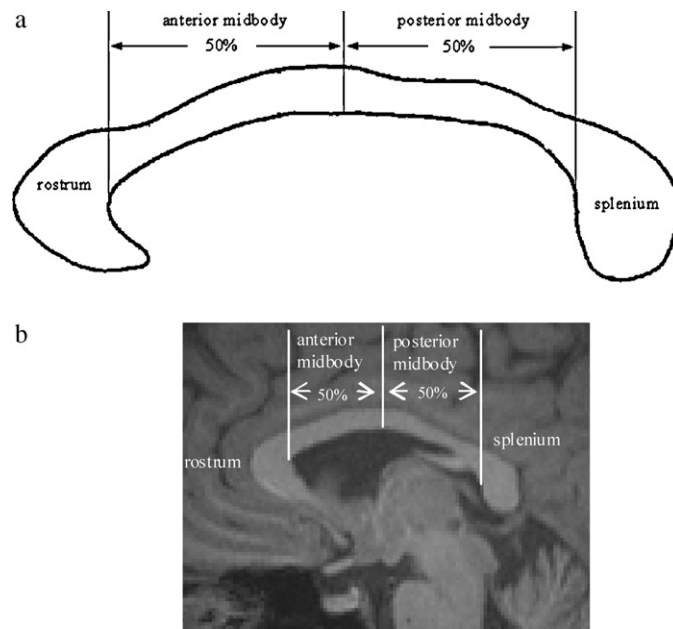 a
anterior midbody
posterior midbody
50%
50%
rostrum
splenium
b
anterior
midbody
posterior
midbody
50%
50%
splenium
rostrum